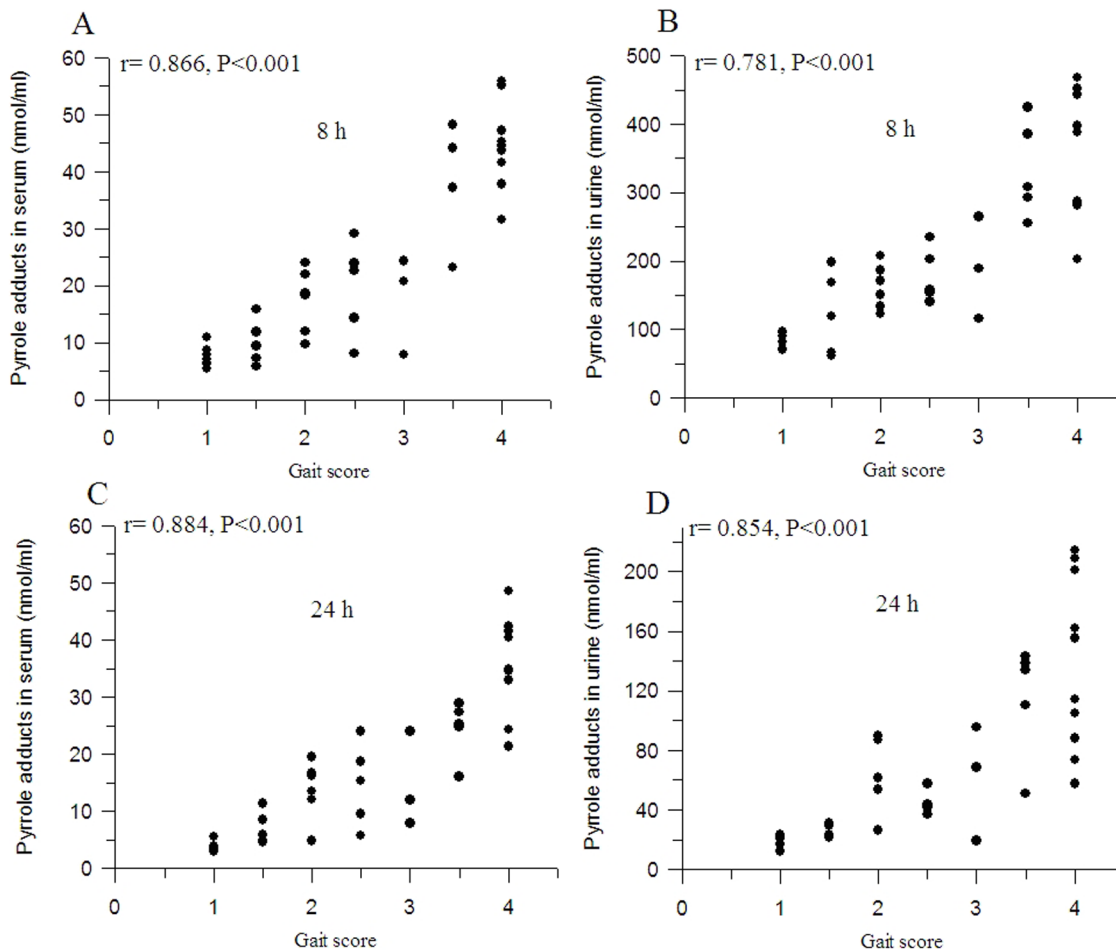 A
r= 0.866, P<0.001
8 h
Pyrrole adducts in serum (nmol/ml)
60
50
40
30
20
10
0
0 1 2 3 4
Gait score
B
r= 0.781, P<0.001
8 h
Pyrrole adducts in urine (nmol/ml)
500
400
300
200
100
0
0 1 2 3 4
Gait score
C
r= 0.884, P<0.001
24 h
Pyrrole adducts in serum (nmol/ml)
60
50
40
30
20
10
0
0 1 2 3 4
Gait score
D
r= 0.854, P<0.001
24 h
Pyrrole adducts in urine (nmol/ml)
200
160
120
80
40
0
0 1 2 3 4
Gait score